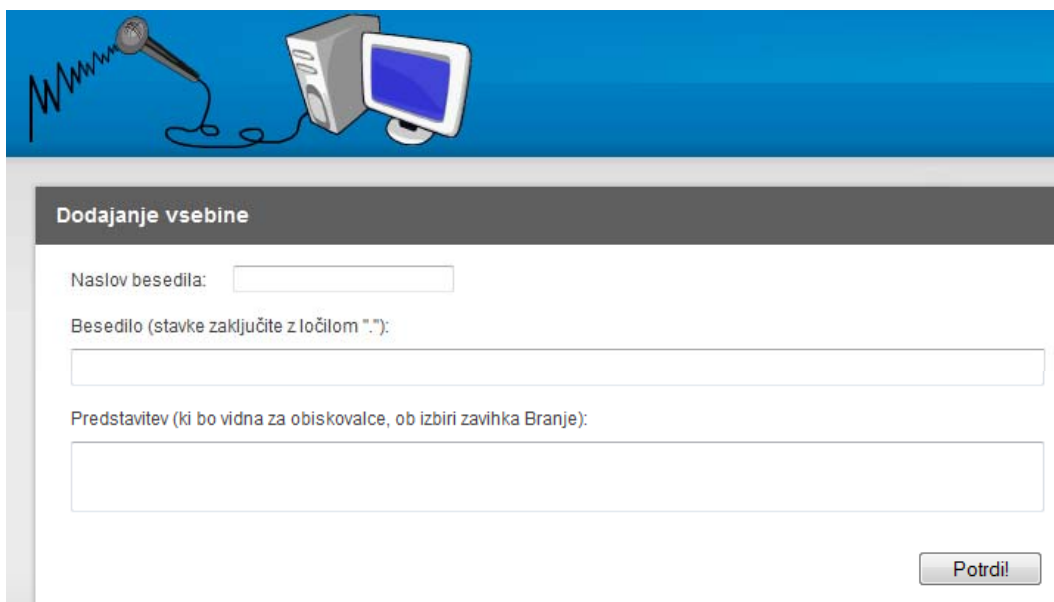 Dodajanje vsebine
Naslov besedila:
Besedilo (stavke zaključite z ločilom "."):
Predstavitev (ki bo vidna za obiskovalce, ob izbiri zavihka Branje):
Potrdi!